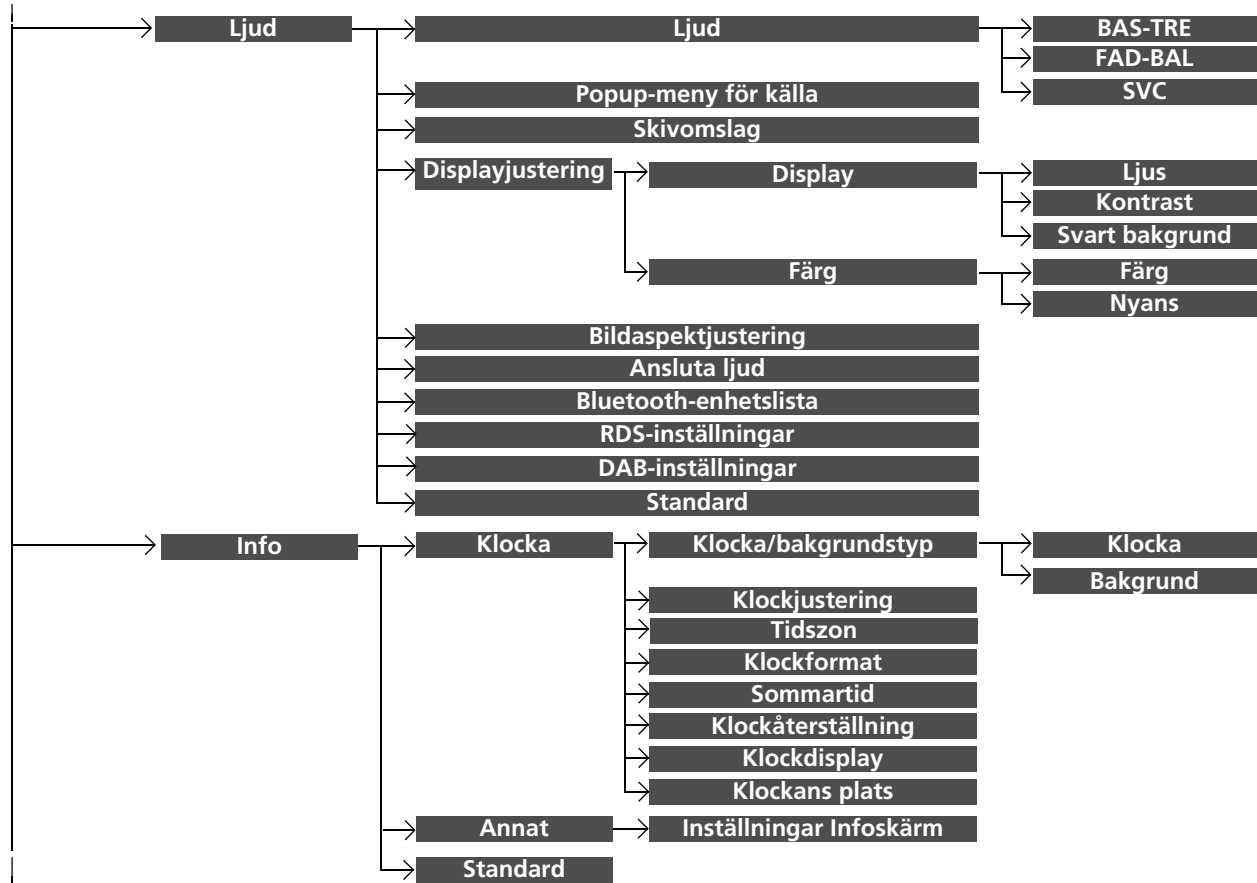 Ljud
Ljud
BAS-TRE
FAD-BAL
SVC
Popup-meny för källa
Skivomslag
Displayjustering
Display
Ljus
Kontrast
Svart bakgrund
Färg
Färg
Nyans
Bildaspektjustering
Ansluta ljud
Bluetooth-enhetslista
RDS-inställningar
DAB-inställningar
Standard
Info
Klocka
Klocka/bakgrundstyp
Klocka
Bakgrund
Klockjustering
Tidszon
Klockformat
Sommartid
Klockåterställning
Klockdisplay
Klockans plats
Annat
Inställningar Infoskärm
Standard